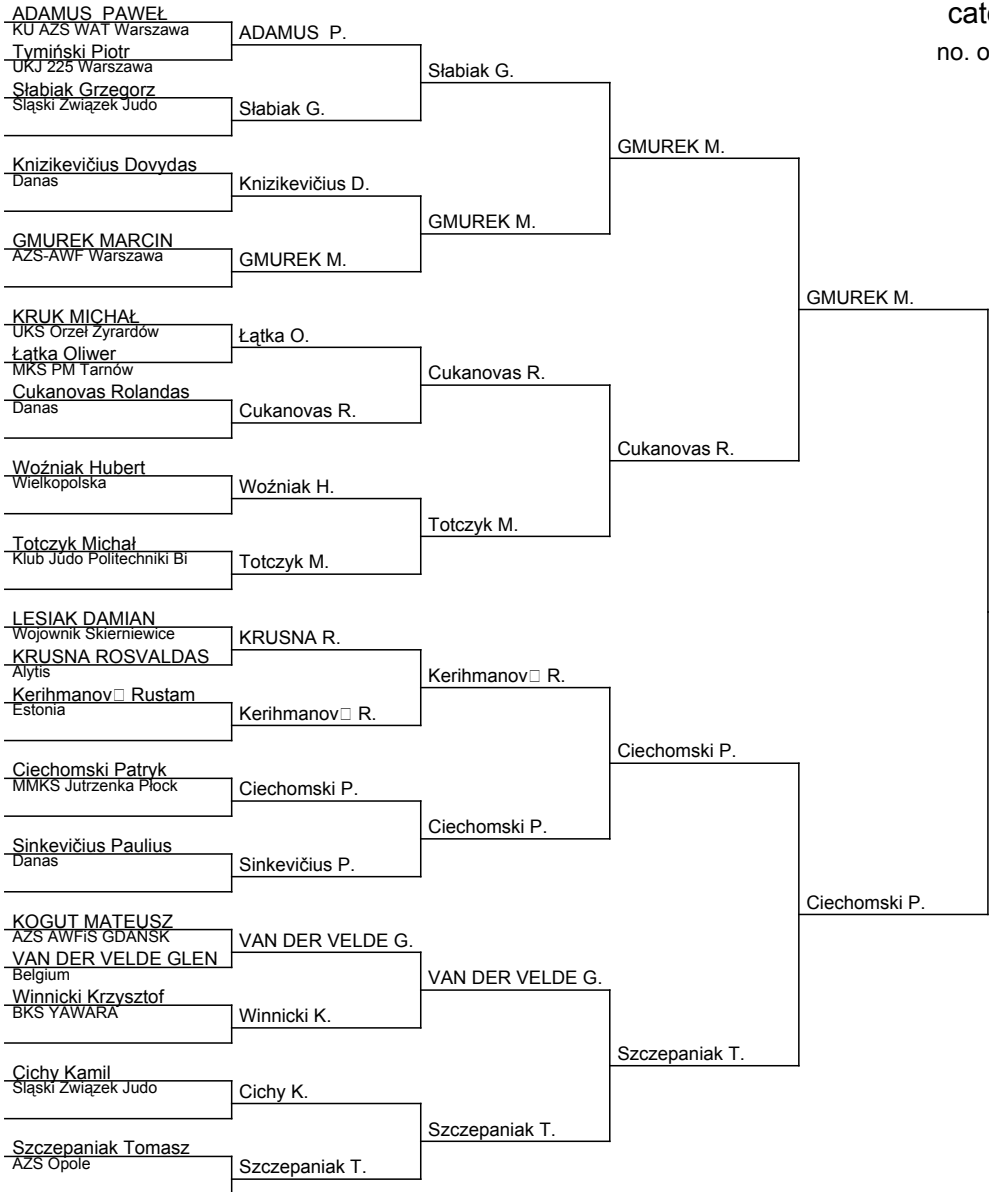 ADAMUS PAWEŁ
KU AZS WAT Warszawa
Tymiński Piotr
UKJ 225 Warszawa
Słabiak Grzegorz
Śląski Związek Judo
Knizikevičius Dovydas
Danas
GMUREK MARCIN
AZS-AWF Warszawa
KRUK MICHAŁ
UKS Orzeł Żyrardów
Łątka Oliwer
MKS PM Tarnów
Cukanovas Rolandas
Danas
Woźniak Hubert
Wielkopolska
Totczyk Michał
Klub Judo Politechniki Bi
LESIAK DAMIAN
Wojownik Skierniewice
KRUSNA ROSVALDAS
Alytis
Kerihmanov□ Rustam
Estonia
Ciechomski Patryk
MMKS Jutrzenka Płock
Sinkevičius Paulius
Danas
KOGUT MATEUSZ
AZS AWFiS GDAŃSK
VAN DER VELDE GLEN
Belgium
Winnicki Krzysztof
BKS YAWARA
Cichy Kamil
Śląski Związek Judo
Szczepaniak Tomasz
AZS Opole
ADAMUS P.
Słabiak G.
Knizikevičius D.
GMUREK M.
Łątka O.
Cukanovas R.
Woźniak H.
Totczyk M.
KRUSNA R.
Kerihmanov□ R.
Ciechomski P.
Sinkevičius P.
VAN DER VELDE G.
Winnicki K.
Cichy K.
Szczepaniak T.
Słabiak G.
GMUREK M.
Cukanovas R.
Totczyk M.
Kerihmanov□ R.
Ciechomski P.
VAN DER VELDE G.
Szczepaniak T.
GMUREK M.
Cukanovas R.
Ciechomski P.
Szczepaniak T.
GMUREK M.
Ciechomski P.
no. o